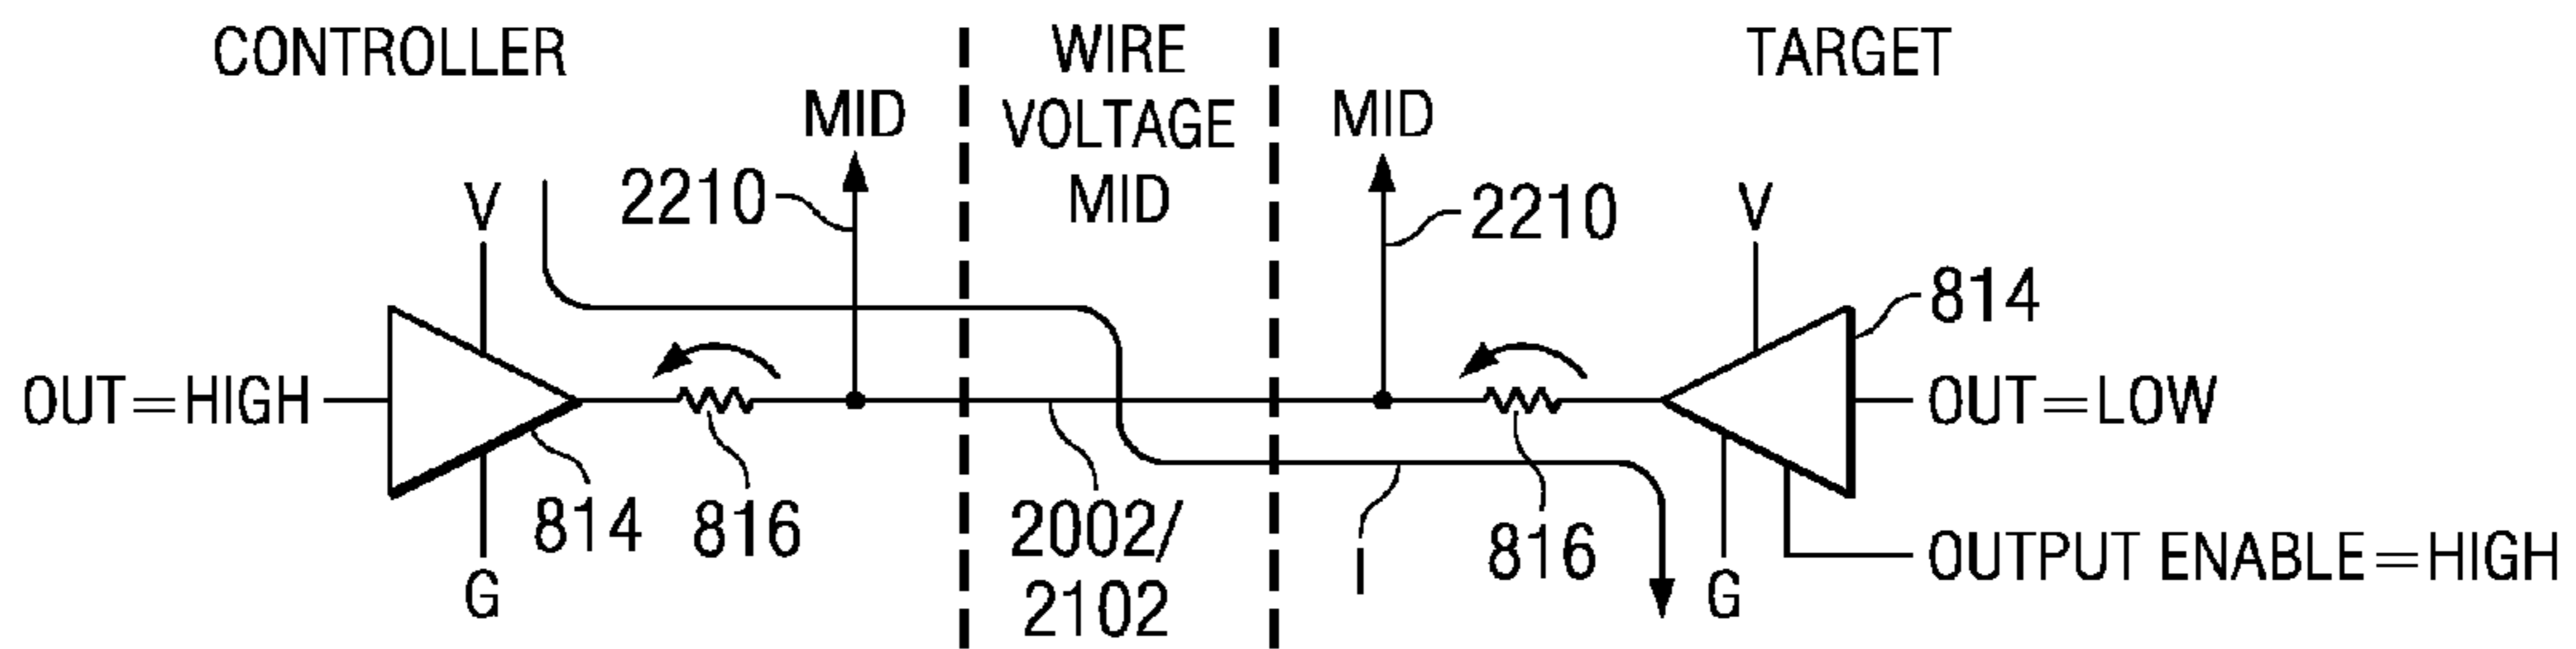 CONTROLLER
WIRE
VOLTAGE
MID
TARGET
MID
MID
V
2210
2210
V
814
OUT=HIGH
OUT=LOW
814
816
2002/
2102
I
816
OUTPUT ENABLE=HIGH
G
G